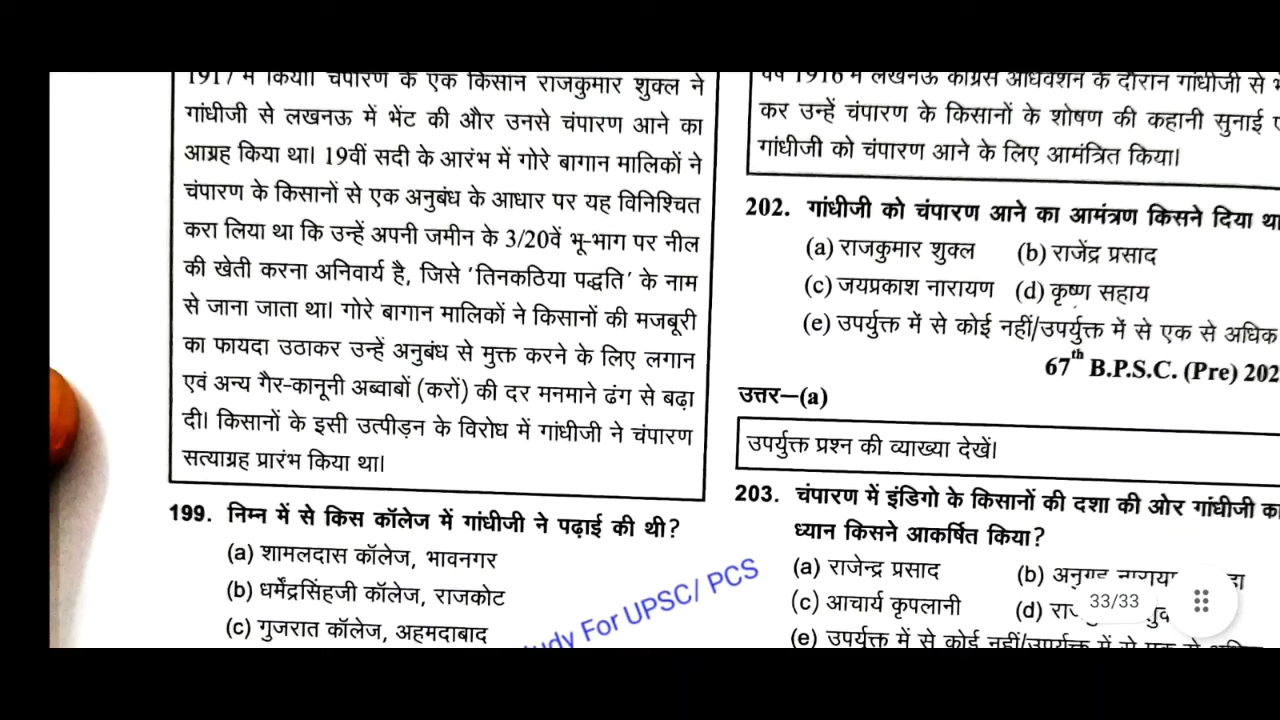 1917 में किया। चंपारण के एक किसान राजकुमार शुक्ल ने
गांधीजी से लखनऊ में भेंट की और उनसे चंपारण आने का
आग्रह किया था। 19वीं सदी के आरंभ में गोरे बागान मालिकों ने
चंपारण के किसानों से एक अनुबंध के आधार पर यह विनिश्चित
करा लिया था कि उन्हें अपनी जमीन के 3/20वें भू-भाग पर नील
की खेती करना अनिवार्य है, जिसे 'तिनकठिया पद्धति' के नाम
से जाना जाता था। गोरे बागान मालिकों ने किसानों की मजबूरी
का फायदा उठाकर उन्हें अनुबंध से मुक्त करने के लिए लगान
एवं अन्य गैर-कानूनी अब्वाबों (करों) की दर मनमाने ढंग से बढ़ा
दी। किसानों के इसी उत्पीड़न के विरोध में गांधीजी ने चंपारण
सत्याग्रह प्रारंभ किया था।
199. निम्न में से किस कॉलेज में गांधीजी ने पढ़ाई की थी?
(a) शामलदास कॉलेज, भावनगर
(b) धर्मेंद्रसिंहजी कॉलेज, राजकोट
(c) गुजरात कॉलेज, अहमदाबाद
वर्ष 1916 में लखनऊ कांग्रेस अधिवेशन के दौरान गांधीजी से
कर उन्हें चंपारण के किसानों के शोषण की कहानी सुनाई
गांधीजी को चंपारण आने के लिए आमंत्रित किया।
202. गांधीजी को चंपारण आने का आमंत्रण किसने दिया था
(a) राजकुमार शुक्ल (b) राजेंद्र प्रसाद
(c) जयप्रकाश नारायण (d) कृष्ण सहाय
(e) उपर्युक्त में से कोई नहीं/उपर्युक्त में से एक से अधिक
67th B.P.S.C. (Pre) 202
उत्तर—(a)
उपर्युक्त प्रश्न की व्याख्या देखें।
203. चंपारण में इंडिगो के किसानों की दशा की ओर गांधीजी का
ध्यान किसने आकर्षित किया?
(a) राजेन्द्र प्रसाद (b)
(c) आचार्य कृपलानी (d)
(e) उपर्युक्त में से कोई नहीं/उपर्युक्त में से एक से
For UPSC/ PCS
33/33